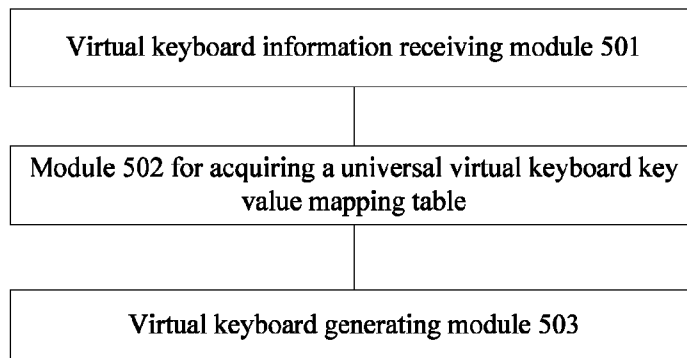 Virtual keyboard information receiving module 501
Module 502 for acquiring a universal virtual keyboard key
value mapping table
Virtual keyboard generating module 503